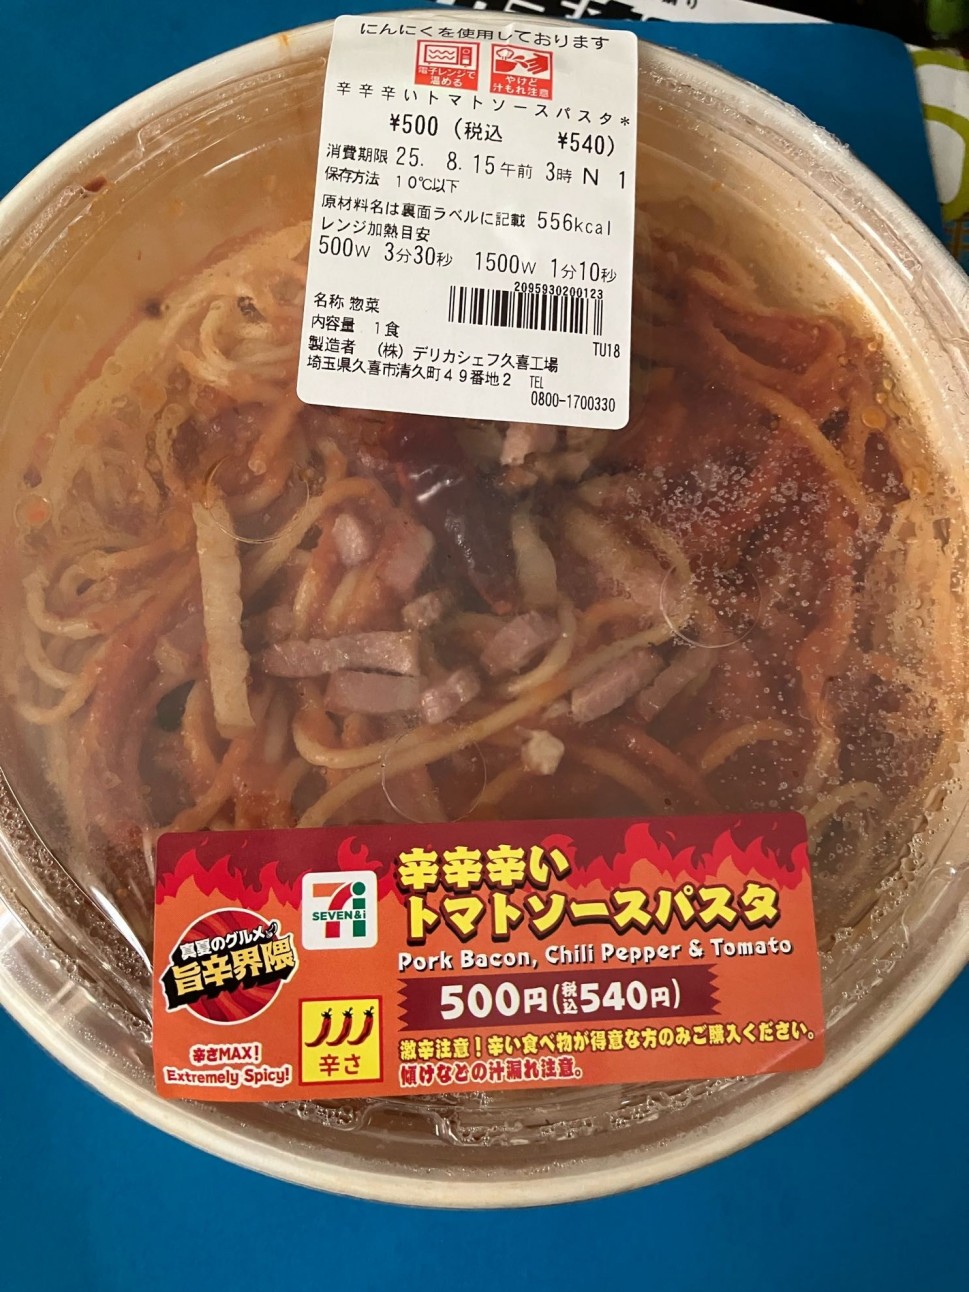 にんにくを使用しております
電子レンジで
温める
やけど
汁もれ注意
辛辛辛いトマトソースパスタ*
¥500(税込 ¥540)
消費期限 25. 8. 15 午前 3時 N 1
保存方法 10℃以下
原材料名は裏面ラベルに記載 556kcal
レンジ加熱目安
500W 3分30秒 1500W 1分10秒
2095930200123
名称 惣菜
内容量 1食
TU18
製造者 (株)デリカシェフ久喜工場
埼玉県久喜市清久町49番地2 TEL
0800-1700330
辛辛辛い
トマトソースパスタ
SEVEN&i
Pork Bacon, Chili Pepper & Tomato
真夏のグルメ
旨辛界隈
500円(税込540円)
辛さMAX!
Extremely Spicy!
辛さ
激辛注意!辛い食べ物が得意な方のみご購入ください。
傾けなどの汁漏れ注意。